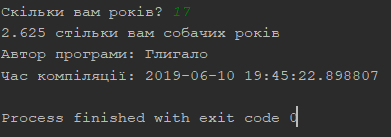 Скільки вам років? 17
2.625 стільки вам собачих років
Автор програми: Глигало
Час компіляції: 2019-06-10 19:45:22.898807
Process finished with exit code 0